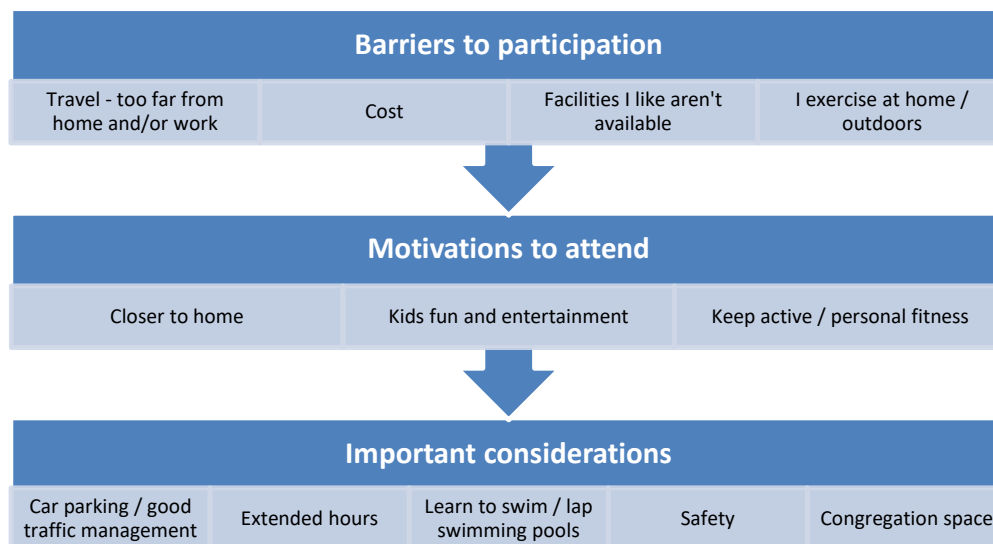 Barriers to participation
Travel - too far from
home and/or work
Cost
Facilities I like aren't
available
I exercise at home /
outdoors
Motivations to attend
Closer to home
Kids fun and entertainment
Keep active / personal fitness
Important considerations
Car parking / good
traffic management
Extended hours
Learn to swim / lap
swimming pools
Safety
Congregation space